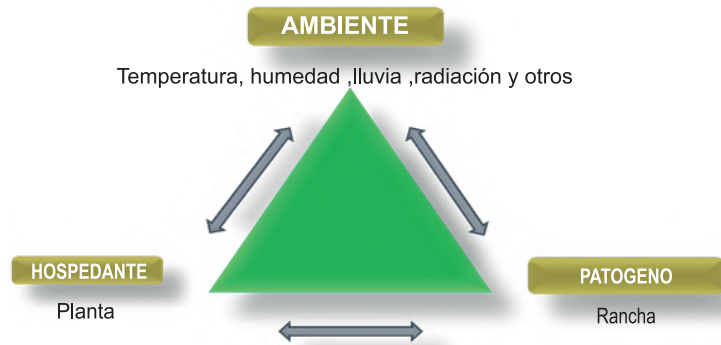 AMBIENTE
Temperatura, humedad ,lluvia ,radiación y otros
HOSPEDANTE
Planta
PATOGENO
Rancha